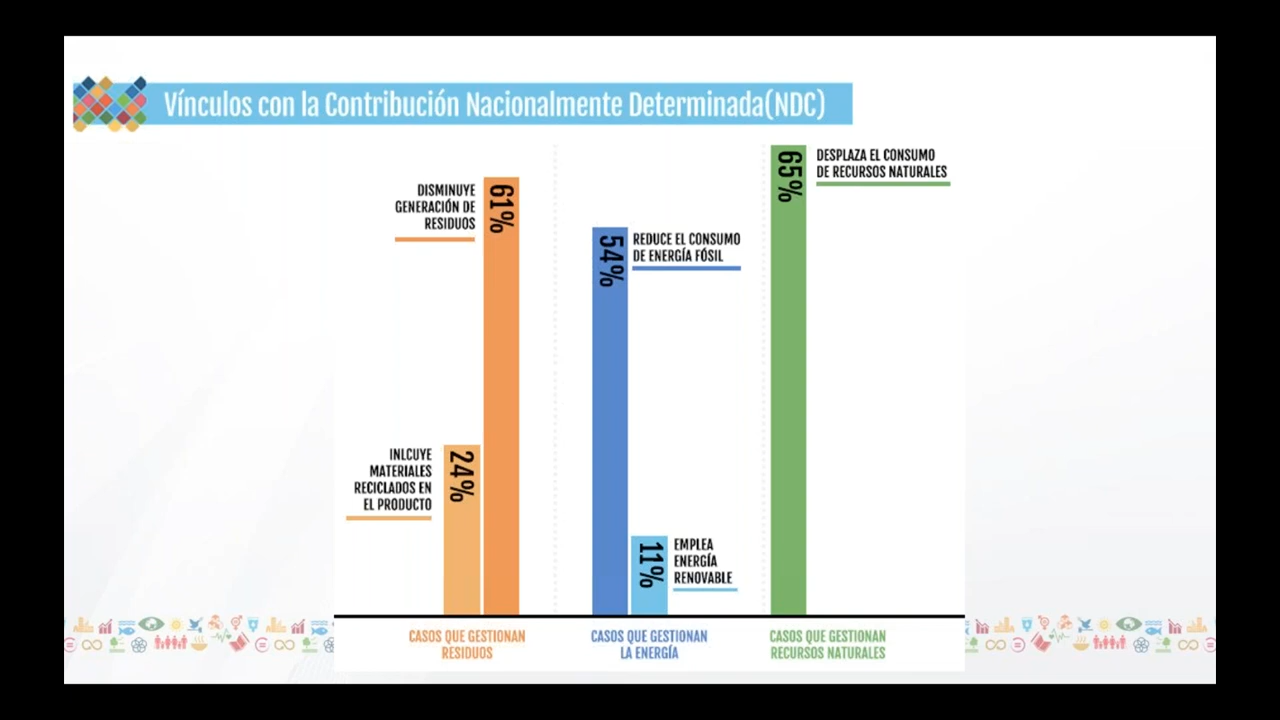 Vínculos con la Contribución Nacionalmente Determinada(NDC)
DISMINUYE
GENERACIÓN DE
RESIDUOS
61%
INLCUYE
MATERIALES
RECICLADOS EN
EL PRODUCTO
24%
CASOS QUE GESTIONAN
RESIDUOS
54%
REDUCE EL CONSUMO
DE ENERGÍA FÓSIL
11%
EMPLEA
ENERGÍA
RENOVABLE
CASOS QUE GESTIONAN
LA ENERGÍA
65%
DESPLAZA EL CONSUMO
DE RECURSOS NATURALES
CASOS QUE GESTIONAN
RECURSOS NATURALES